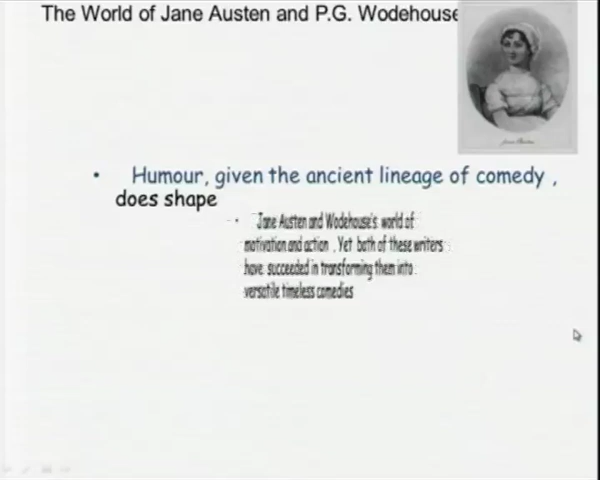 The World of Jane Austen and P.G. Wodehouse
• Humour, given the ancient lineage of comedy ,
does shape
• Jane Austen and Wodehouse's world of
motivation and action . Yet both of these writers
have succeeded in transforming them into
versatile timeless comedies